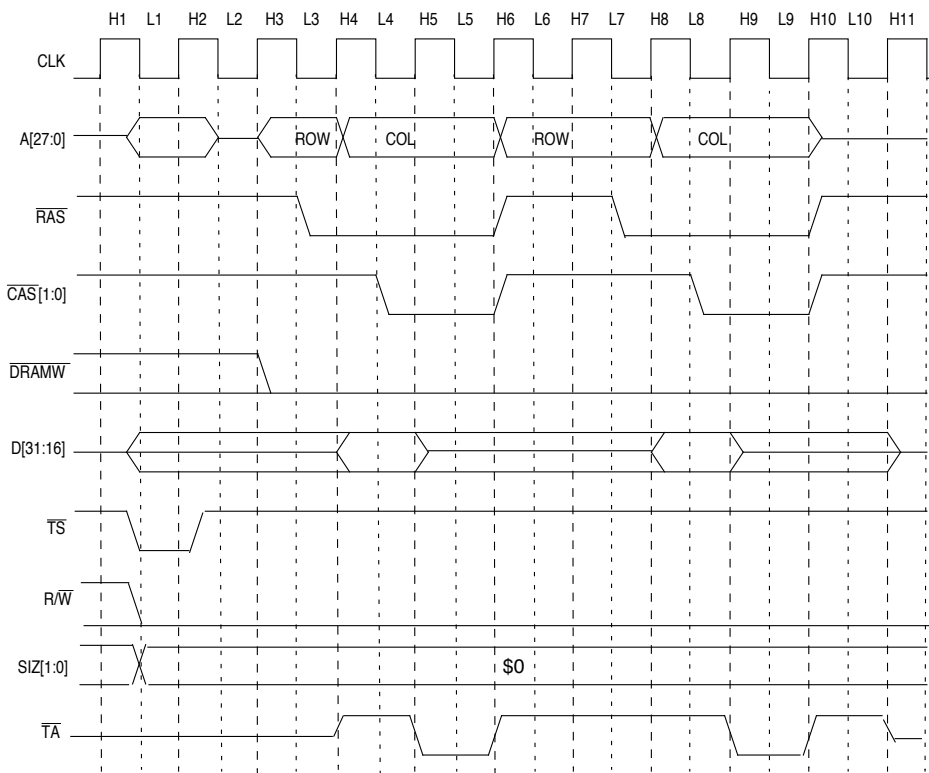 H1 L1 H2 L2 H3 L3 H4 L4 H5 L5 H6 L6 H7 L7 H8 L8 H9 L9 H10 L10 H11
CLK
A[27:0] ROW COL ROW COL
RAS
CAS[1:0]
DRAMW
D[31:16]
TS
R/W
SIZ[1:0] $0
TA